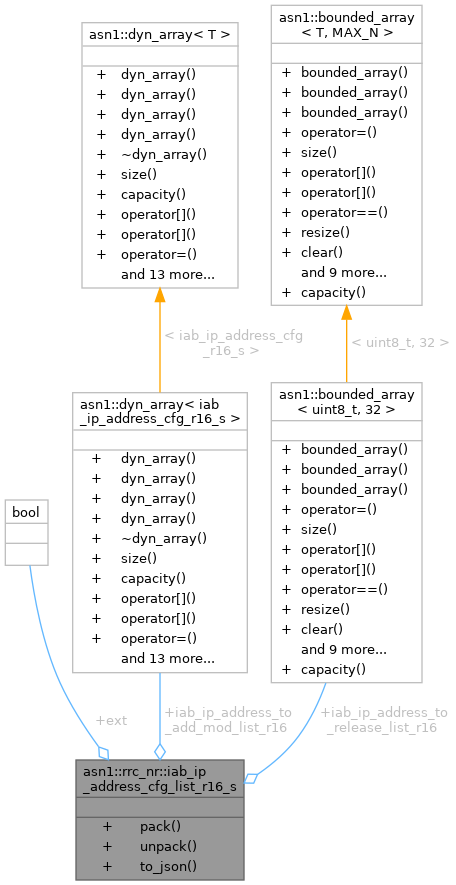 asn1::dyn_array< T >
+ dyn_array()
+ dyn_array()
+ dyn_array()
+ dyn_array()
+ ~dyn_array()
+ size()
+ capacity()
+ operator[]()
+ operator[]()
+ operator=()
and 13 more...
asn1::bounded_array
< T, MAX_N >
+ bounded_array()
+ bounded_array()
+ bounded_array()
+ operator=()
+ size()
+ operator[]()
+ operator[]()
+ operator==()
+ resize()
+ clear()
and 9 more...
+ capacity()
< iab_ip_address_cfg
_r16_s >
< uint8_t, 32 >
asn1::dyn_array< iab
_ip_address_cfg_r16_s >
+ dyn_array()
+ dyn_array()
+ dyn_array()
+ dyn_array()
+ ~dyn_array()
+ size()
+ capacity()
+ operator[]()
+ operator[]()
+ operator=()
and 13 more...
asn1::bounded_array
< uint8_t, 32 >
+ bounded_array()
+ bounded_array()
+ bounded_array()
+ operator=()
+ size()
+ operator[]()
+ operator[]()
+ operator==()
+ resize()
+ clear()
and 9 more...
+ capacity()
bool
+ext
+iab_ip_address_to
_add_mod_list_r16
+iab_ip_address_to
_release_list_r16
asn1::rrc_nr::iab_ip
_address_cfg_list_r16_s
+ pack()
+ unpack()
+ to_json()